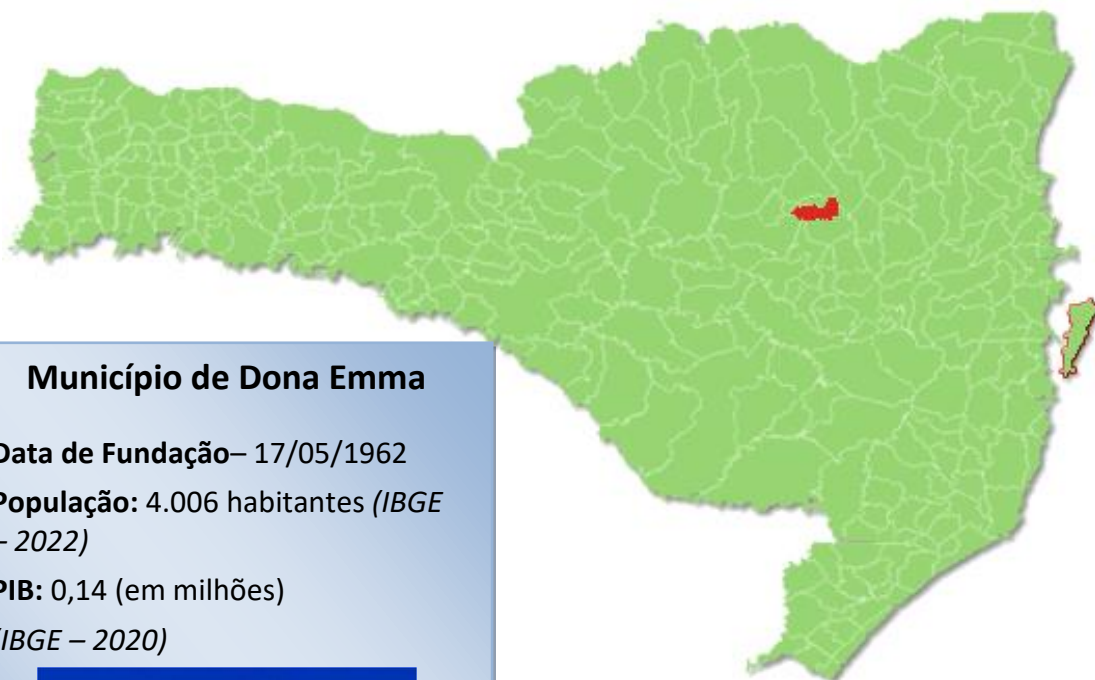 Município de Dona Emma
Data de Fundação– 17/05/1962
População: 4.006 habitantes (IBGE
– 2022)
PIB: 0,14 (em milhões)
(IBGE – 2020)